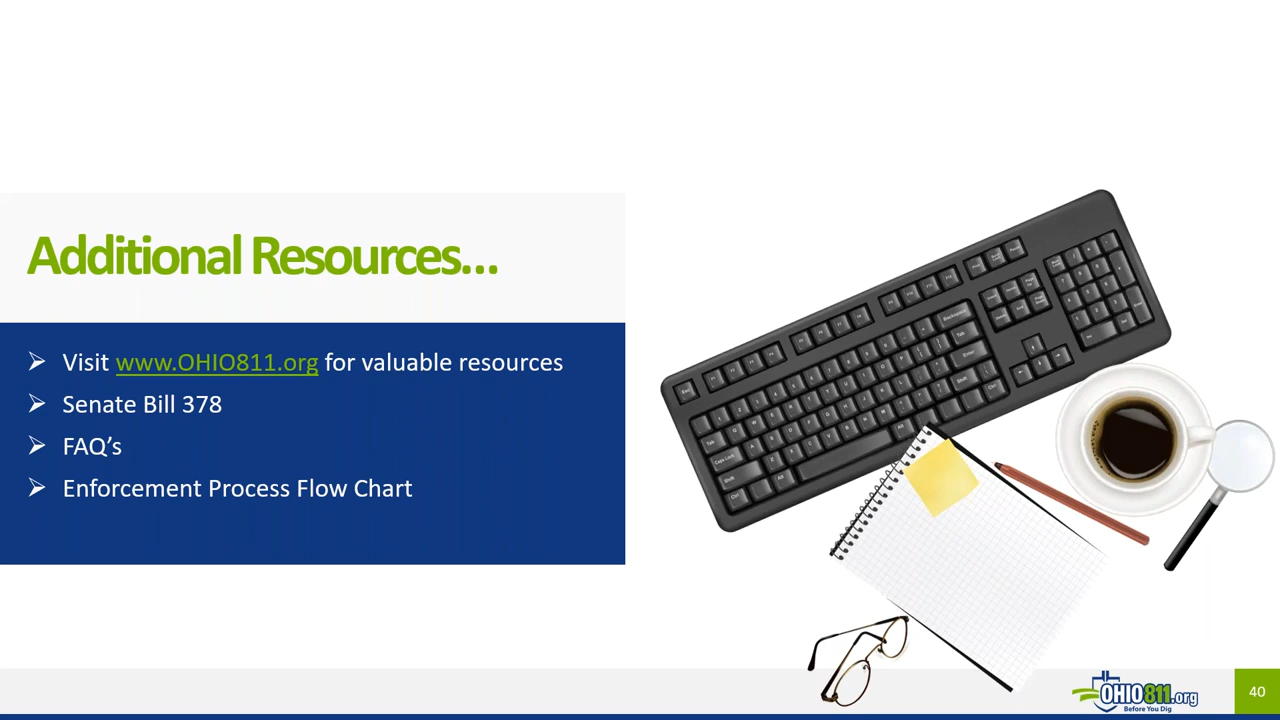 Additional Resources...
Visit www.OHIO811.org for valuable resources
Senate Bill 378
FAQ’s
Enforcement Process Flow Chart
OHIO811.org
Before You Dig
40